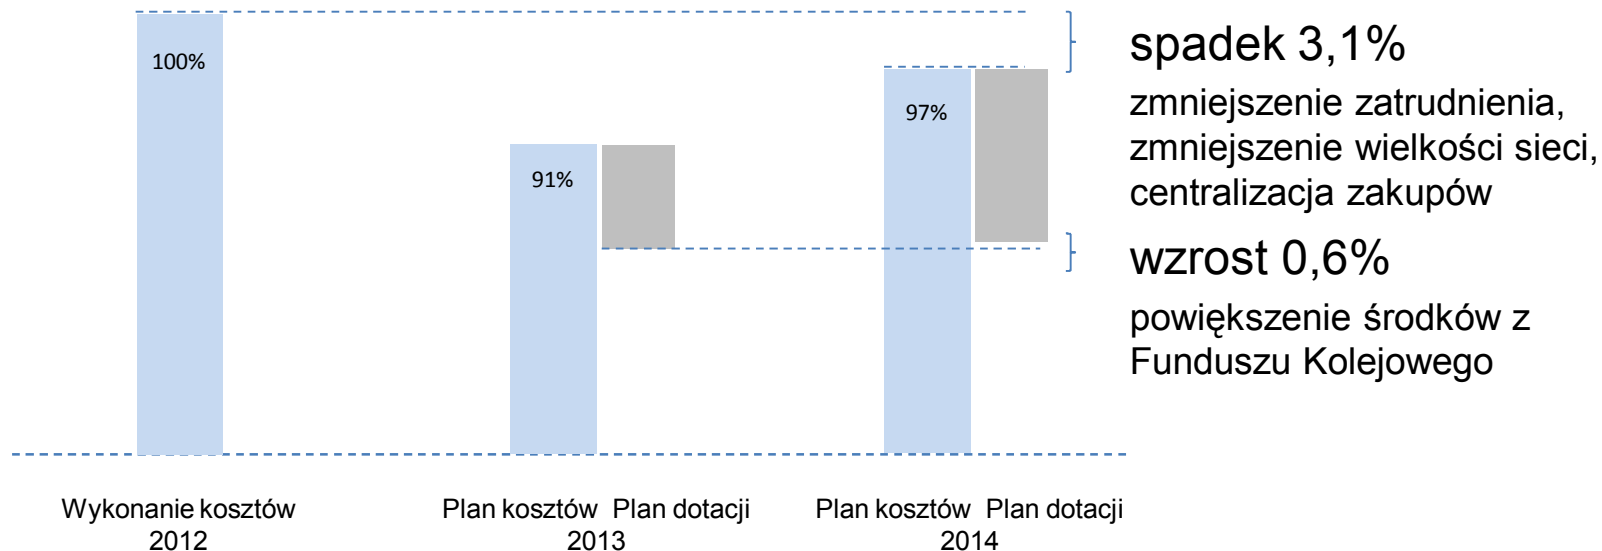 100%
91%
97%
spadek 3,1%
zmniejszenie zatrudnienia,
zmniejszenie wielkości sieci,
centralizacja zakupów
wzrost 0,6%
powiększenie środków z
Funduszu Kolejowego
Wykonanie kosztów
2012
Plan kosztów Plan dotacji
2013
Plan kosztów Plan dotacji
2014